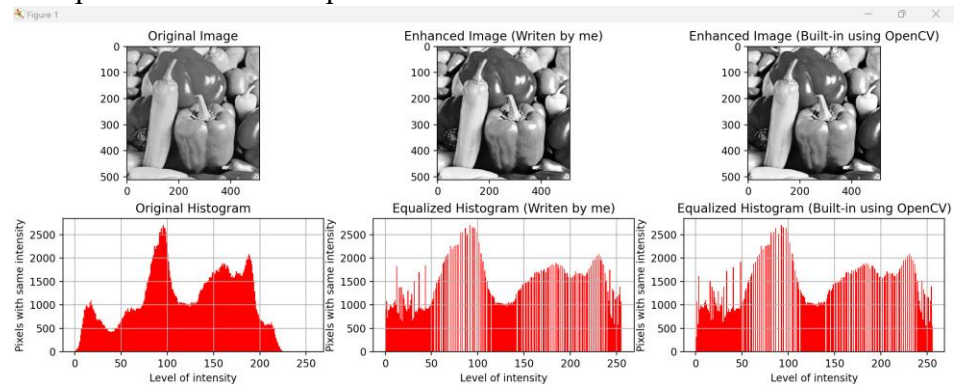 Figure 1
Original Image
Enhanced Image (Writen by me)
Enhanced Image (Built-in using OpenCV)
0
100
200
300
400
500
0 200 400
0
100
200
300
400
500
0 200 400
0
100
200
300
400
500
0 200 400
Original Histogram
Equalized Histogram (Writen by me)
Equalized Histogram (Built-in using OpenCV)
Pixels with same intensity
2500
2000
1500
1000
500
0
0 50 100 150 200 250
Level of intensity
Pixels with same intensity
2500
2000
1500
1000
500
0
0 50 100 150 200 250
Level of intensity
Pixels with same intensity
2500
2000
1500
1000
500
0
0 50 100 150 200 250
Level of intensity